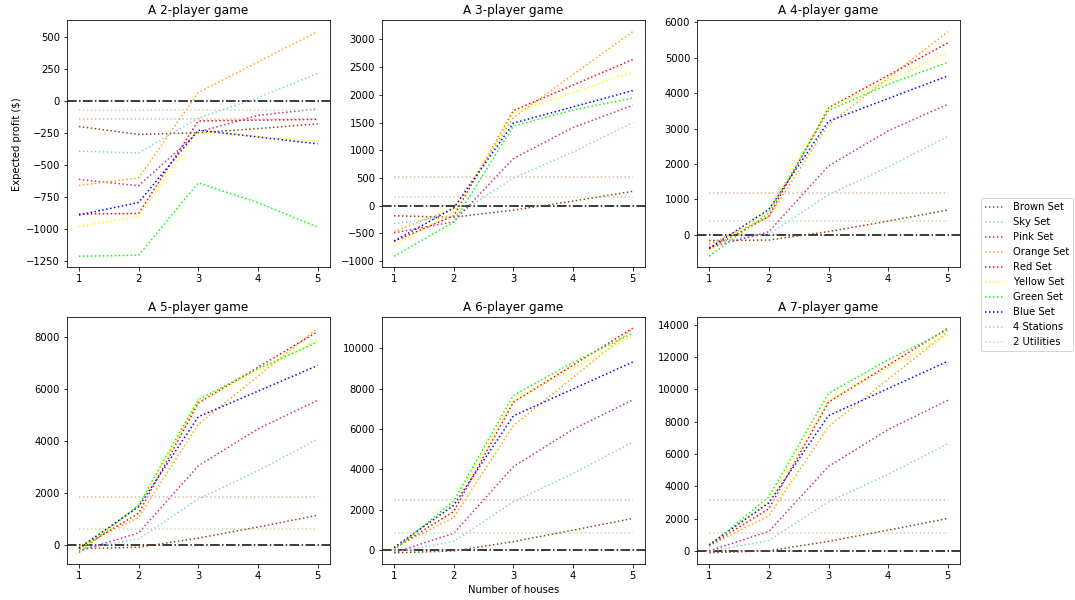 A 2-player game
A 3-player game
A 4-player game
Expected profit ($)
500
250
0
−250
−500
−750
−1000
−1250
1 2 3 4 5
3000
2500
2000
1500
1000
500
0
−500
−1000
1 2 3 4 5
6000
5000
4000
3000
2000
1000
0
1 2 3 4 5
Brown Set
Sky Set
Pink Set
Orange Set
Red Set
Yellow Set
Green Set
Blue Set
4 Stations
2 Utilities
A 5-player game
A 6-player game
A 7-player game
8000
6000
4000
2000
0
1 2 3 4 5
10000
8000
6000
4000
2000
0
1 2 3 4 5
Number of houses
14000
12000
10000
8000
6000
4000
2000
0
1 2 3 4 5